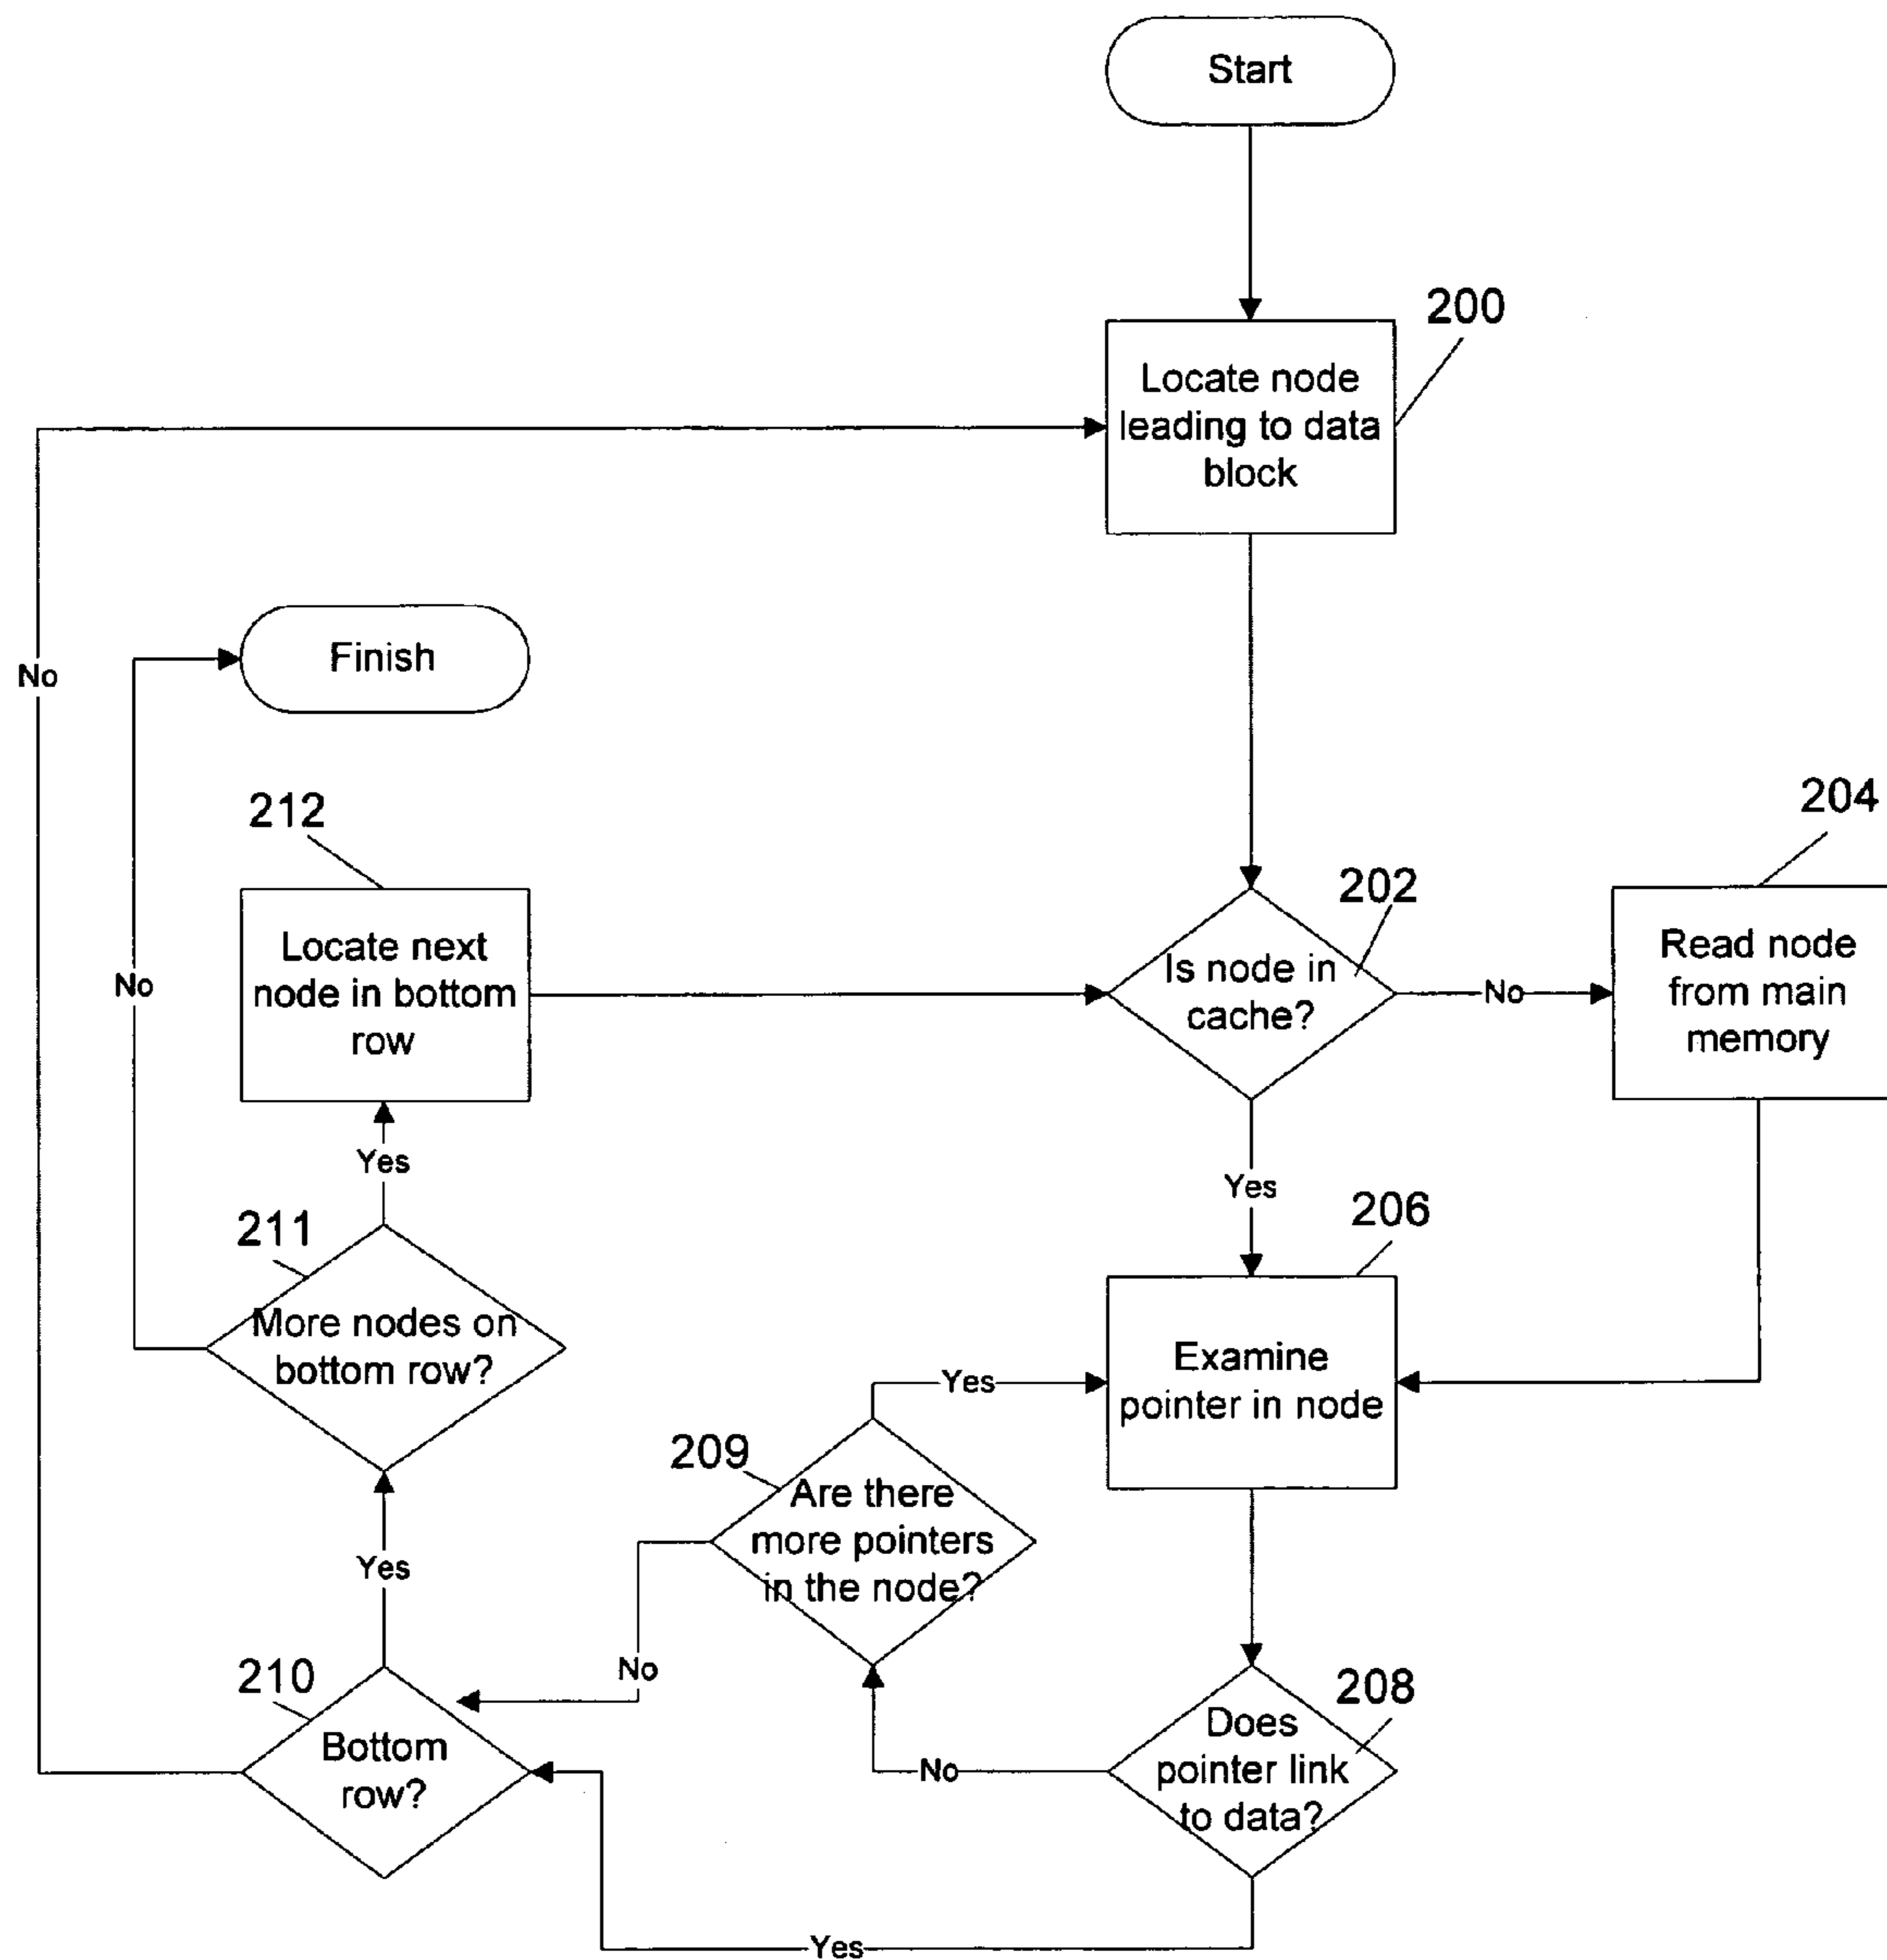 Start
200
Locate node
leading to data
block
No
Finish
212
Locate next
node in bottom
row
No
202
Is node in
cache?
No
204
Read node
from main
memory
Yes
Yes
206
Examine
pointer in node
211
More nodes on
bottom row?
Yes
209
Are there
more pointers
in the node?
Yes
No
210
Bottom
row?
No
208
Does
pointer link
to data?
Yes